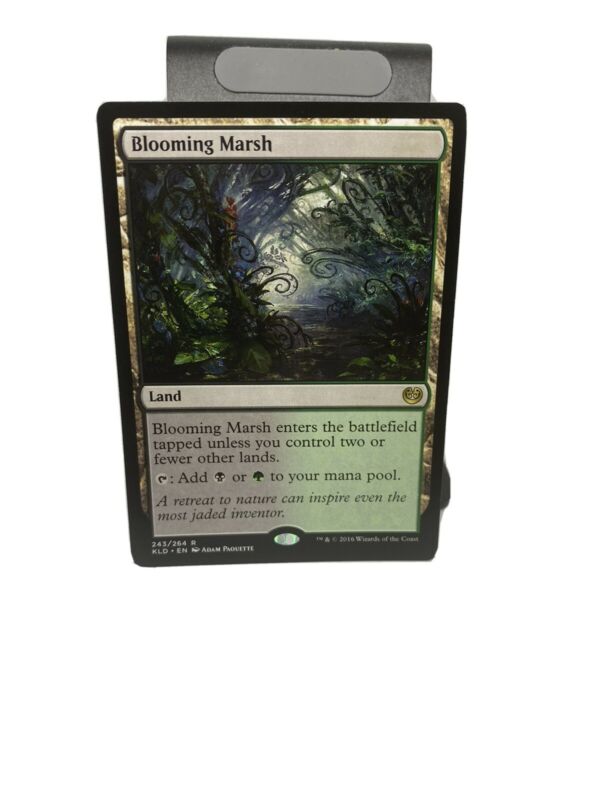 Blooming Marsh
Land
Blooming Marsh enters the battlefield
tapped unless you control two or
fewer other lands.
: Add or to your mana pool.
A retreat to nature can inspire even the
most jaded inventor.
243/264 R
KLD • EN Adam Paquette
™ & © 2016 Wizards of the Coast